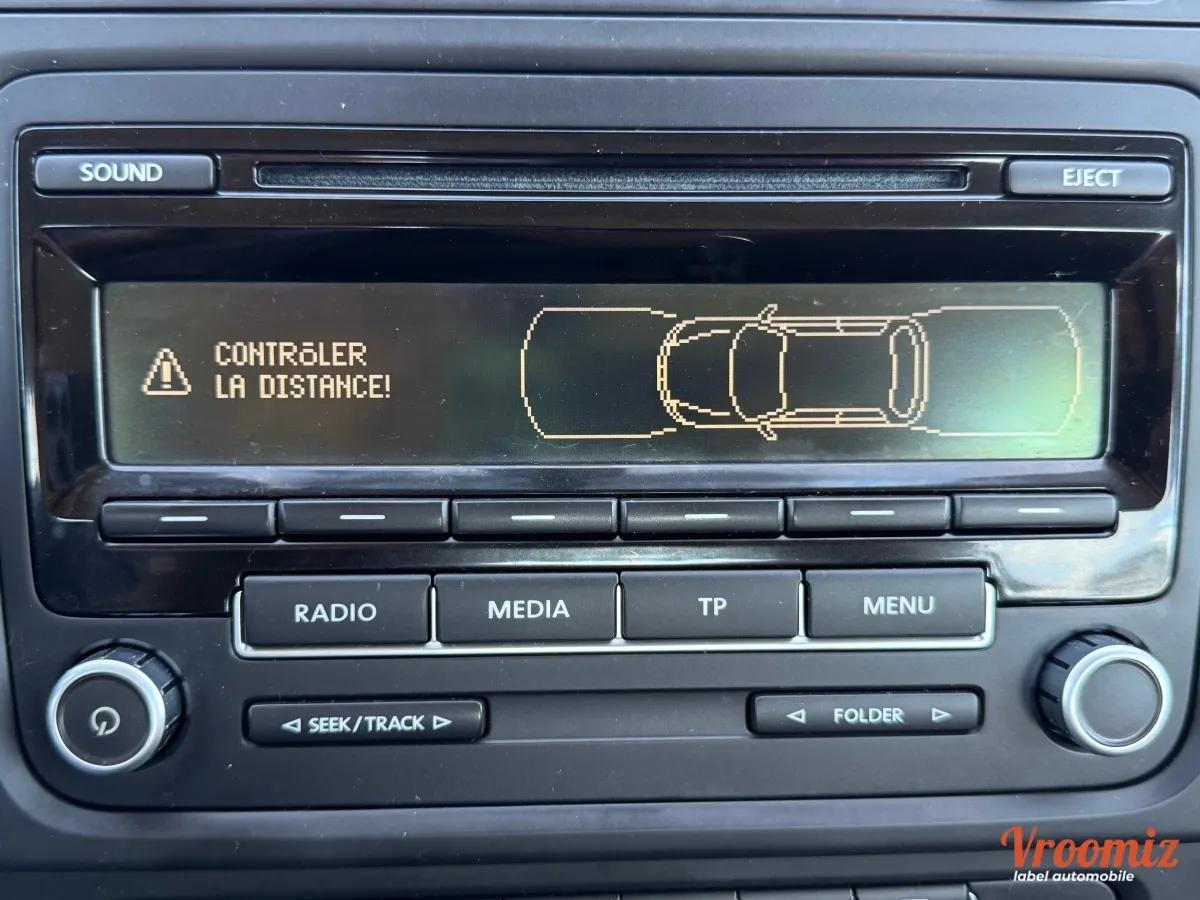 SOUND
EJECT
CONTRôLER
LA DISTANCE!
RADIO
MEDIA
TP
MENU
SEEK/TRACK
FOLDER
Vroomiz
label automobile